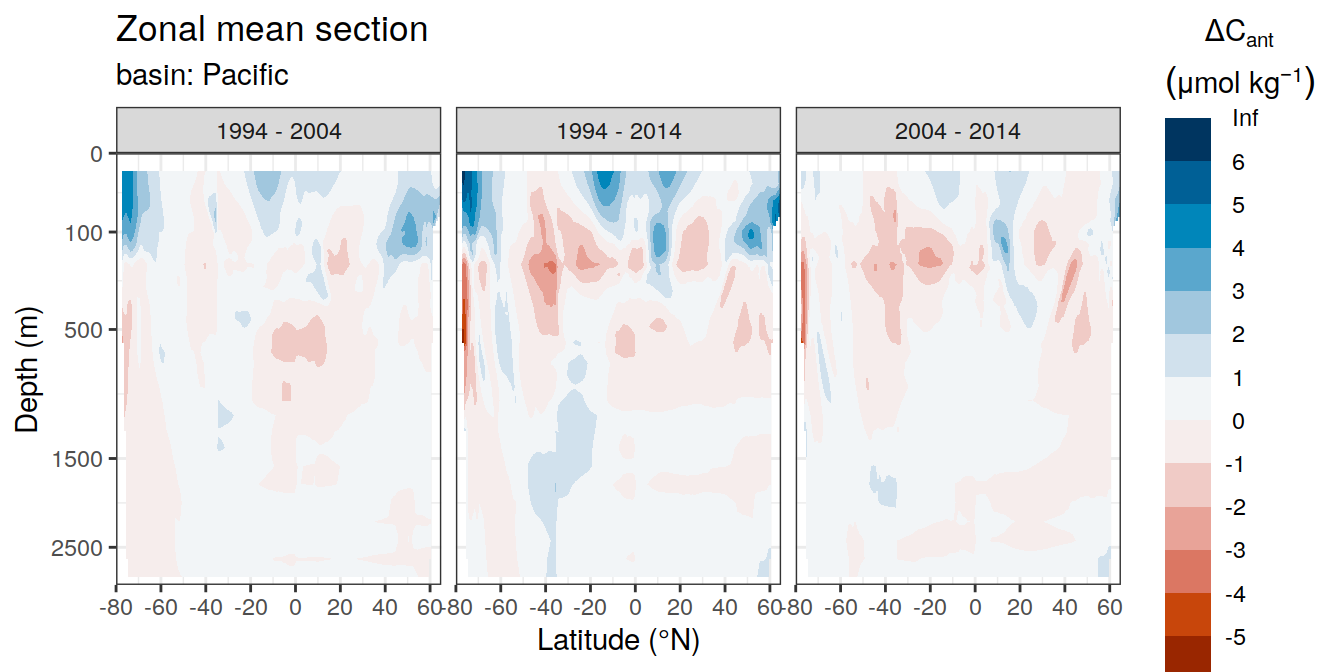 Zonal mean section
basin: Pacific
1994 - 2004
1994 - 2014
2004 - 2014
0
100
500
1500
2500
Depth (m)
-80 -60 -40 -20 0 20 40 60
-80 -60 -40 -20 0 20 40 60
-80 -60 -40 -20 0 20 40 60
Latitude (°N)
ΔCant
(μmol kg⁻¹)
Inf
6
5
4
3
2
1
0
-1
-2
-3
-4
-5